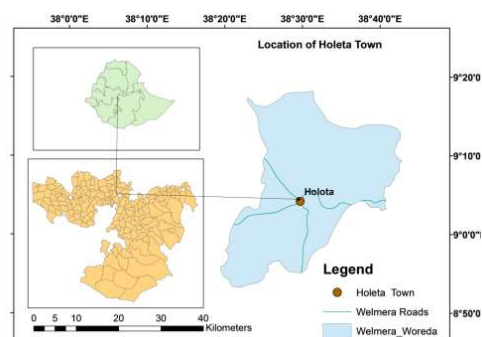 38°0'0"E 38°10'0"E 38°20'0"E 38°30'0"E 38°40'0"E
Location of Holeta Town
9°20'0"
9°10'0"
Holota
9°0'0"
Legend
Holeta Town
Welmera Roads
Welmera_Woreda
8°50'0"
0 5 10 20 30 40
Kilometers